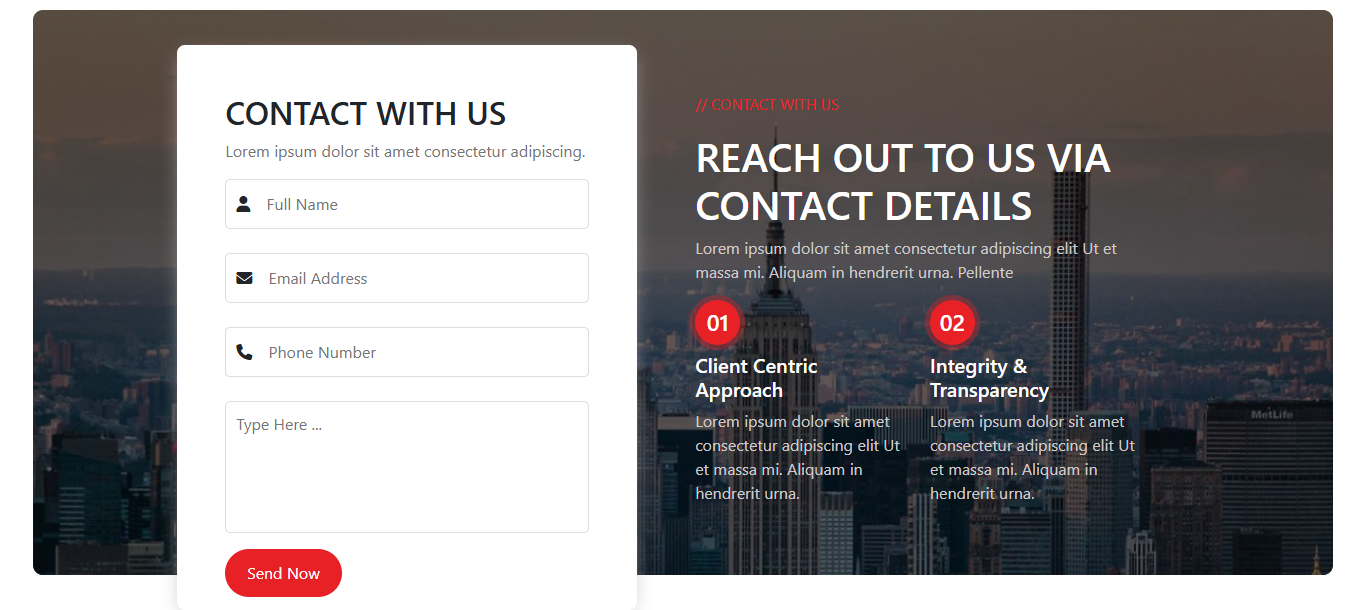 CONTACT WITH US
Lorem ipsum dolor sit amet consectetur adipiscing.
Full Name
Email Address
Phone Number
Type Here ...
Send Now
// CONTACT WITH US
REACH OUT TO US VIA
CONTACT DETAILS
Lorem ipsum dolor sit amet consectetur adipiscing elit Ut et
massa mi. Aliquam in hendrerit urna. Pellente
01
Client Centric
Approach
Lorem ipsum dolor sit amet
consectetur adipiscing elit Ut
et massa mi. Aliquam in
hendrerit urna.
02
Integrity &
Transparency
Lorem ipsum dolor sit amet
consectetur adipiscing elit Ut
et massa mi. Aliquam in
hendrerit urna.
MetLife